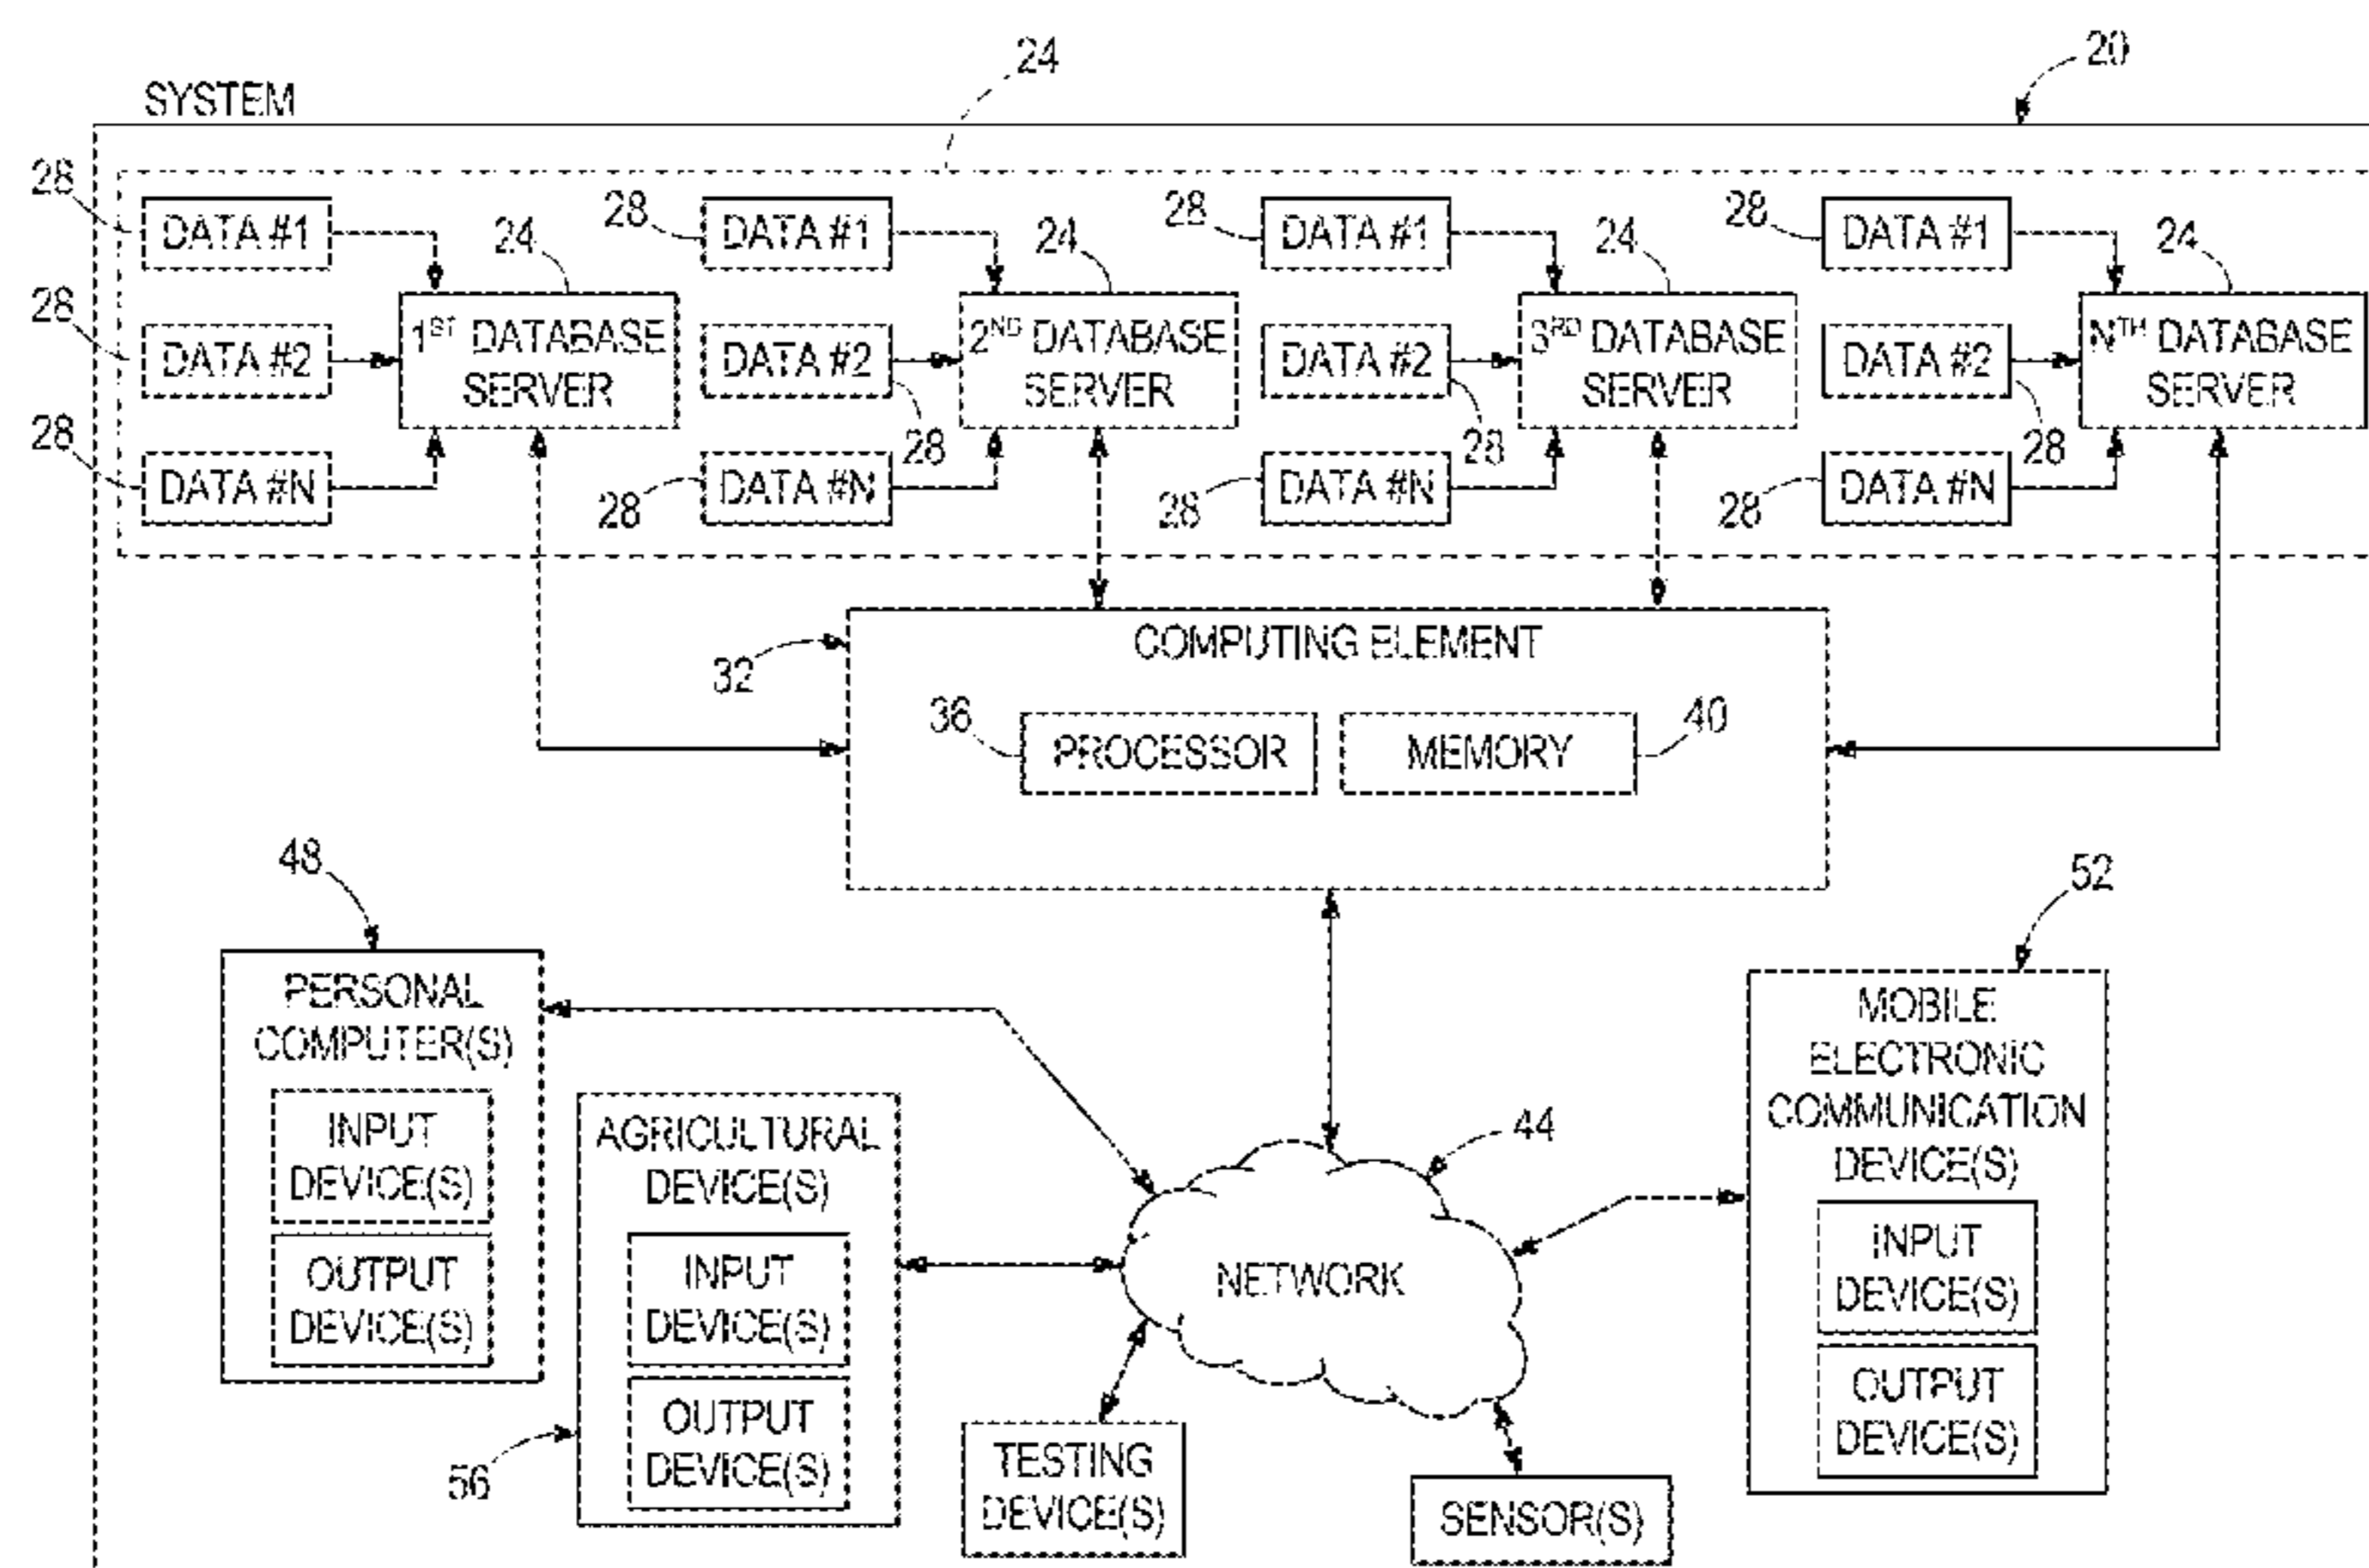 24
20
SYSTEM
28
DATA #1
24
28
DATA #1
24
28
DATA #1
24
28
DATA #1
24
28
DATA #2
1ST DATABASE
SERVER
DATA #2
28
2ND DATABASE
SERVER
DATA #2
28
3RD DATABASE
SERVER
DATA #2
28
NTH DATABASE
SERVER
28
DATA #N
28
DATA #N
28
DATA #N
28
DATA #N
32
COMPUTING ELEMENT
36
PROCESSOR
MEMORY
40
48
52
PERSONAL
COMPUTER(S)
INPUT
DEVICE(S)
OUTPUT
DEVICE(S)
AGRICULTURAL
DEVICE(S)
INPUT
DEVICE(S)
OUTPUT
DEVICE(S)
56
44
NETWORK
MOBILE
ELECTRONIC
COMMUNICATION
DEVICE(S)
INPUT
DEVICE(S)
OUTPUT
DEVICE(S)
TESTING
DEVICE(S)
SENSOR(S)